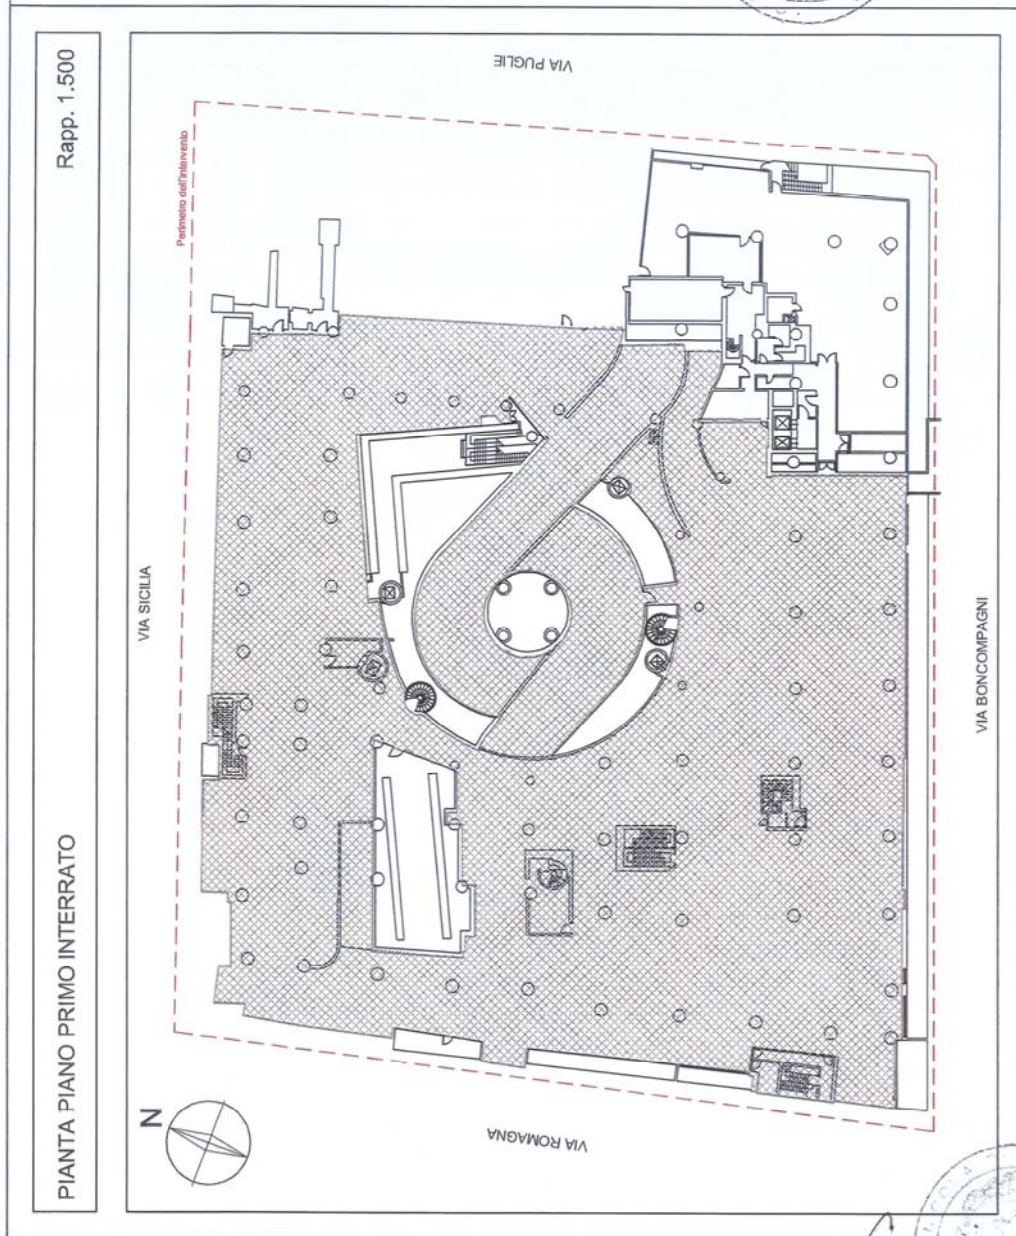 PIANTA PIANO PRIMO INTERRATO
Rapp. 1.500
VIA PUGLIE
Perimetro dell'intervento
VIA SICILIA
VIA BONCOMPAGNI
N
VIA ROMAGNA